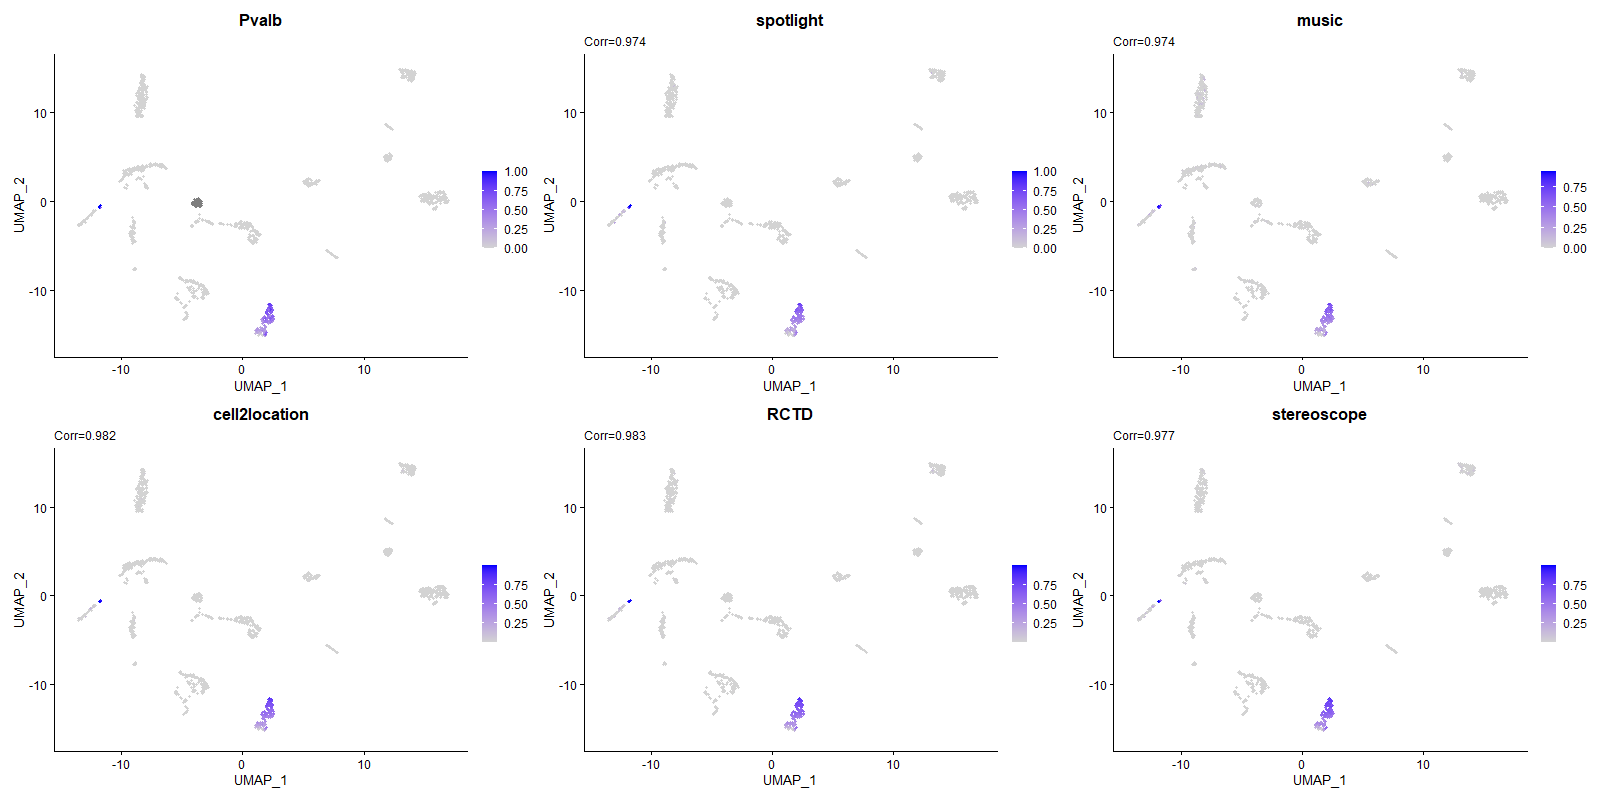 Pvalb
UMAP_2
10
0
-10
-10
0
10
UMAP_1
1.00
0.75
0.50
0.25
0.00
spotlight
Corr=0.974
UMAP_2
10
0
-10
-10
0
10
UMAP_1
1.00
0.75
0.50
0.25
0.00
music
Corr=0.974
UMAP_2
10
0
-10
-10
0
10
UMAP_1
0.75
0.50
0.25
0.00
cell2location
Corr=0.982
UMAP_2
10
0
-10
-10
0
10
UMAP_1
0.75
0.50
0.25
RCTD
Corr=0.983
UMAP_2
10
0
-10
-10
0
10
UMAP_1
0.75
0.50
0.25
stereoscope
Corr=0.977
UMAP_2
10
0
-10
-10
0
10
UMAP_1
0.75
0.50
0.25